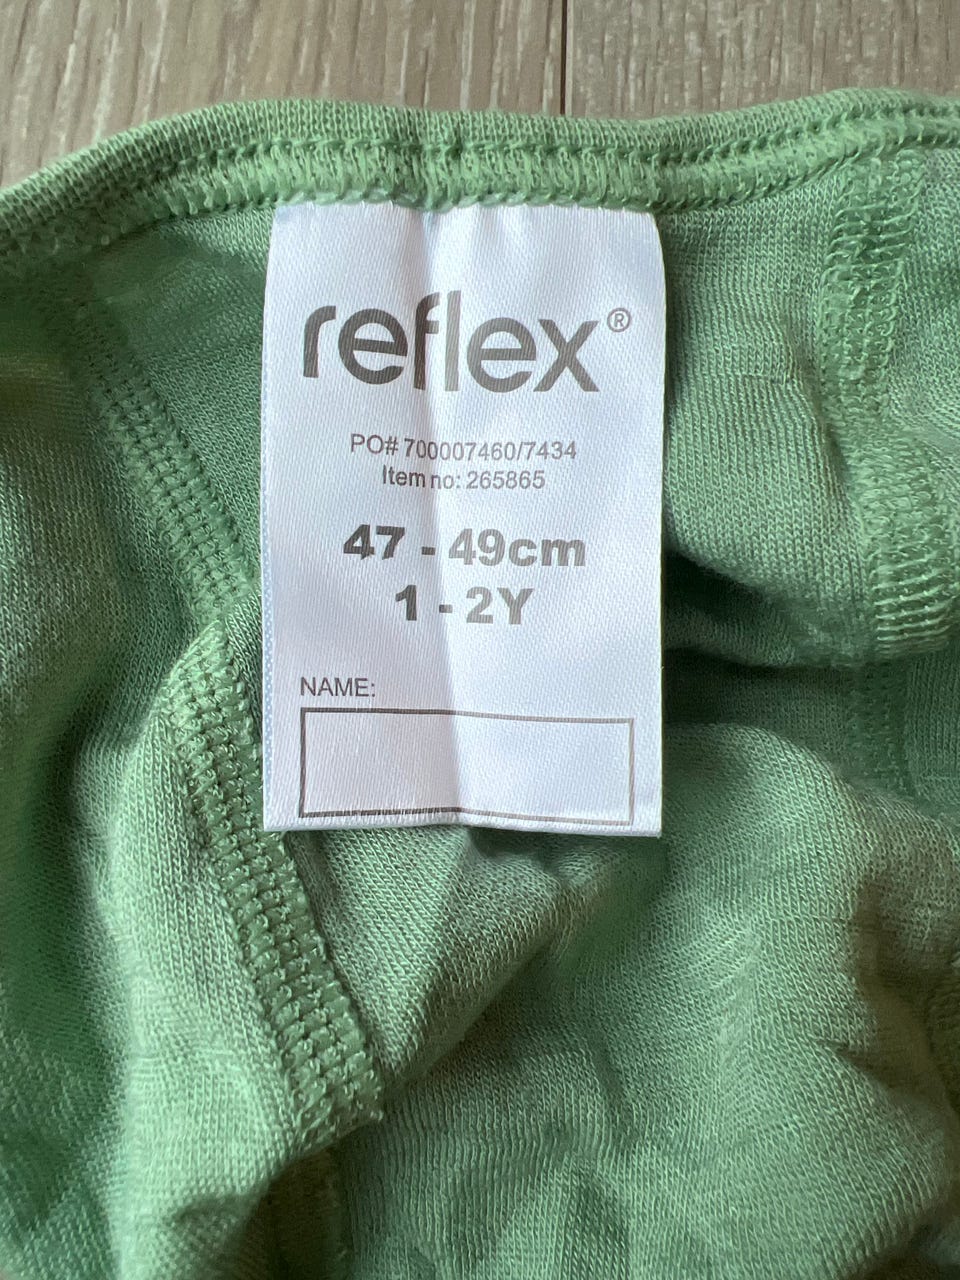 reflex®
PO# 700007460/7434
Item no: 265865
47 - 49cm
1 - 2Y
NAME: